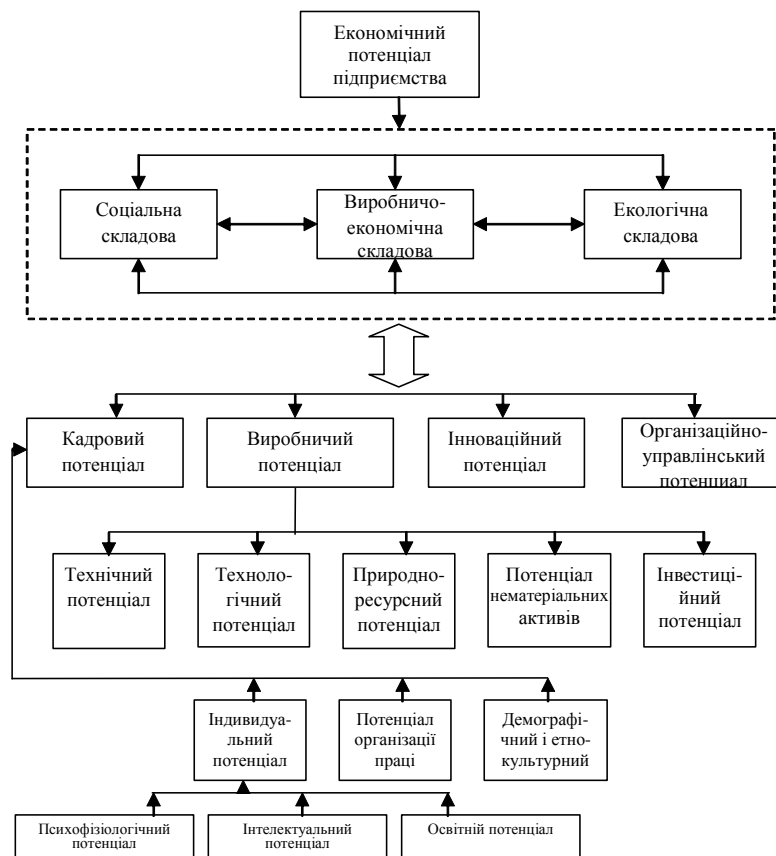 Економічний
потенціал
підприємства
Соціальна
складова
Виробничо-
економічна
складова
Екологічна
складова
Кадровий
потенціал
Виробничий
потенціал
Інноваційний
потенціал
Організаційно-
управлінський
потенциал
Технічний
потенціал
Техноло-
гічний
потенціал
Природно-
ресурсний
потенціал
Потенціал
нематеріальних
активів
Інвестиці-
йний
потенціал
Індивидуа-
льний
потенціал
Потенціал
організації
праці
Демографі-
чний і етно-
культурний
Психофізіологічний
потенціал
Інтелектуальний
потенціал
Освітній потенціал